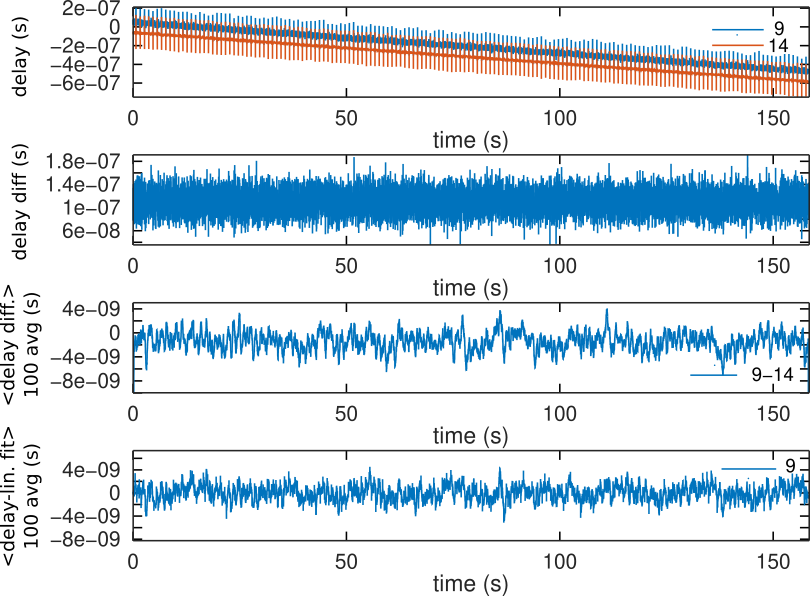 delay (s)
2e-07
0
-2e-07
-4e-07
-6e-07
9
14
0 50 100 150
time (s)
delay diff (s)
1.8e-07
1.4e-07
1e-07
6e-08
0 50 100 150
time (s)
<delay diff.>
100 avg (s)
4e-09
0
-4e-09
-8e-09
9-14
0 50 100 150
time (s)
<delay-lin. fit>
100 avg (s)
4e-09
0
-4e-09
-8e-09
9
0 50 100 150
time (s)